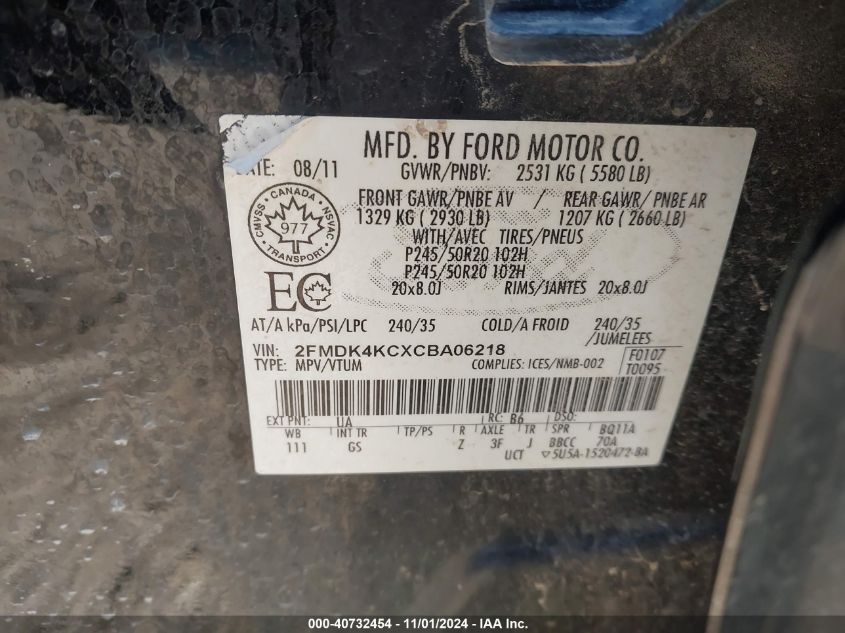 MFD. BY FORD MOTOR CO.
DATE: 08/11 GVWR/PNBV: 2531 KG ( 5580 LB)
FRONT GAWR/PNBE AV / REAR GAWR/ PNBE AR
1329 KG ( 2930 LB) 1207 KG ( 2660 LB)
WITH/AVEC TIRES/PNEUS
P245/50R20 102H
P245/50R20 102H
20x8.0J RIMS/JANTES 20x8.0J
CANADA
CMVSS NSVAC
977
TRANSPORT
EC
AT/A kPa/PSI/LPC 240/35 COLD/A FROID 240/35
/JUMELEES
VIN: 2FMDK4KCXCBA06218
TYPE: MPV/VTUM COMPLIES: ICES/NMB-002
F0107
T0095
EXT PNT: UA RC: B6 DSO:
WB INT TR TP/PS R AXLE TR SPR BQ11A
111 GS Z 3F J BBCC 70A
UCT ▽5U5A-1520472-BA
000-40732454 • 11/01/2024 - IAA Inc.